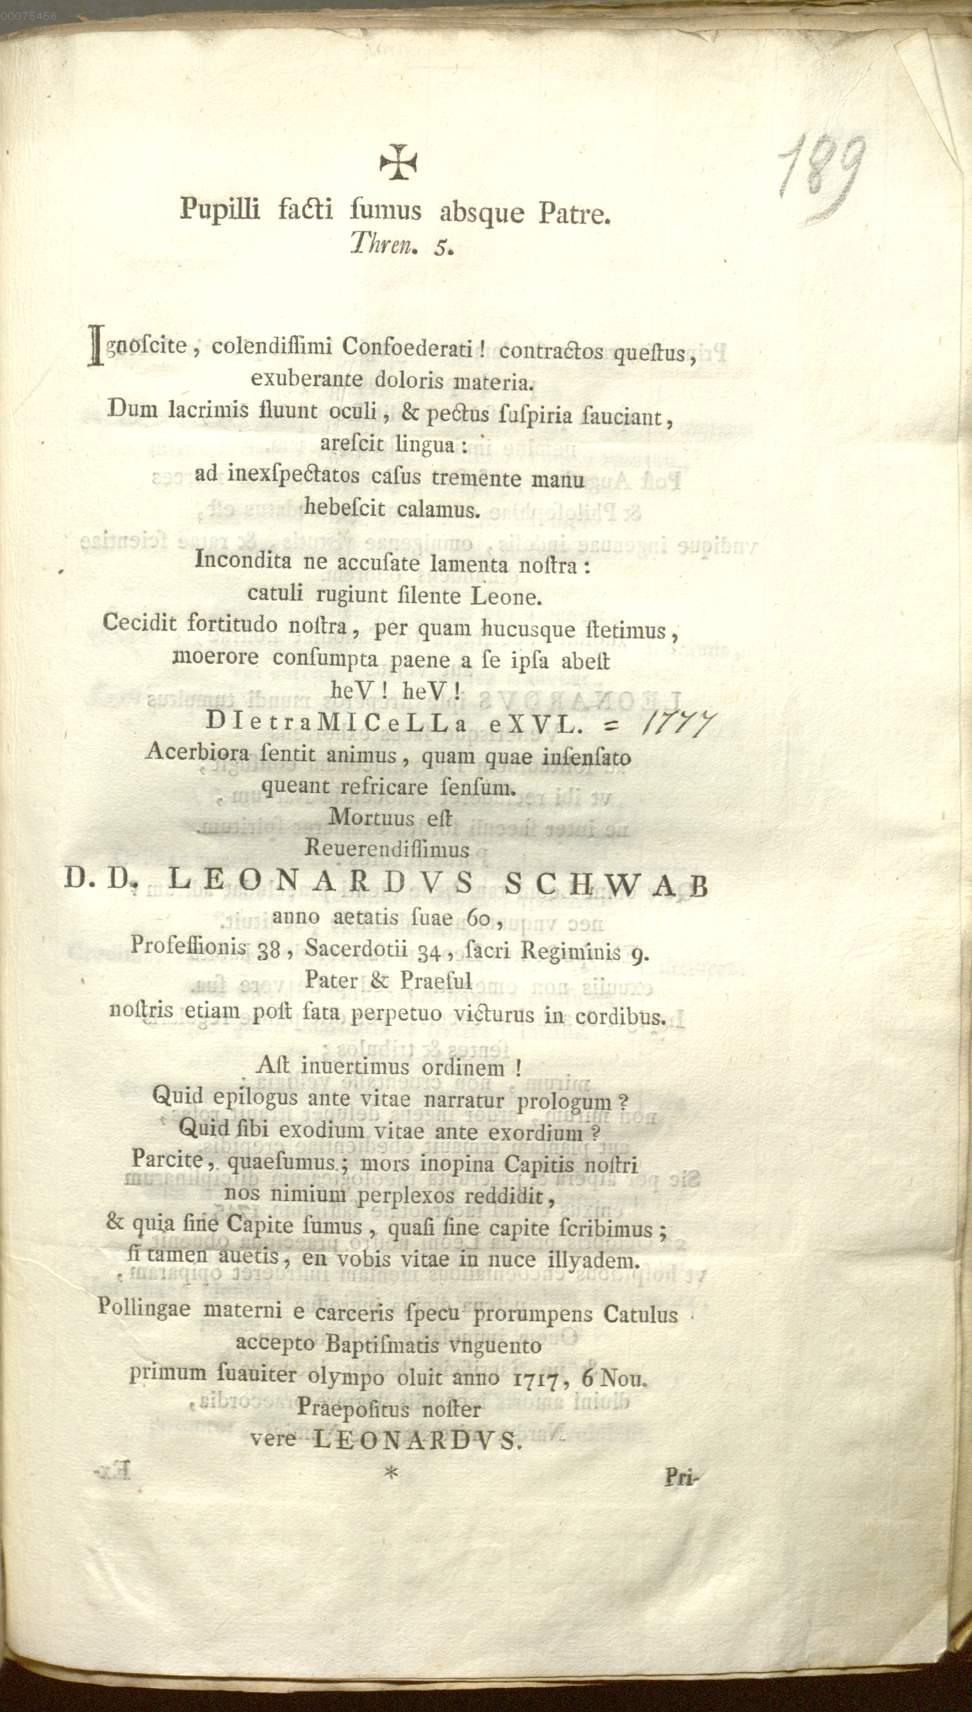 00075456
189
✠
Pupilli facti ſumus absque Patre.
Thren. 5.
Ignoſcite, colendiſſimi Confoederati! contractos queſtus,
exuberante doloris materia.
Dum lacrimis fluunt oculi, & pectus ſuſpiria ſauciant,
areſcit lingua:
ad inexſpectatos caſus tremente manu
hebeſcit calamus.
Incondita ne accuſate lamenta noſtra:
catuli rugiunt ſilente Leone.
Cecidit fortitudo noſtra, per quam hucusque ſtetimus,
moerore conſumpta paene a ſe ipſa abeſt
heV! heV!
DIetraMICeLLa eXVL. = 1777
Acerbiora ſentit animus, quam quae inſenſato
queant refricare ſenſum.
Mortuus eſt
Reuerendiſſimus
D. D. LEONARDVS SCHWAB
anno aetatis ſuae 60,
Profeſſionis 38, Sacerdotii 34, ſacri Regiminis 9.
Pater & Praeſul
noſtris etiam poſt fata perpetuo victurus in cordibus.
Aſt inuertimus ordinem!
Quid epilogus ante vitae narratur prologum?
Quid ſibi exodium vitae ante exordium?
Parcite, quaeſumus; mors inopina Capitis noſtri
nos nimium perplexos reddidit,
& quia ſine Capite ſumus, quaſi ſine capite ſcribimus;
ſi tamen auetis, en vobis vitae in nuce illyadem.
Pollingae materni e carceris ſpecu prorumpens Catulus
accepto Baptiſmatis vnguento
primum ſuauiter olympo oluit anno 1717, 6 Nou.
Praepoſitus noſter
vere LEONARDVS.
* Pri-